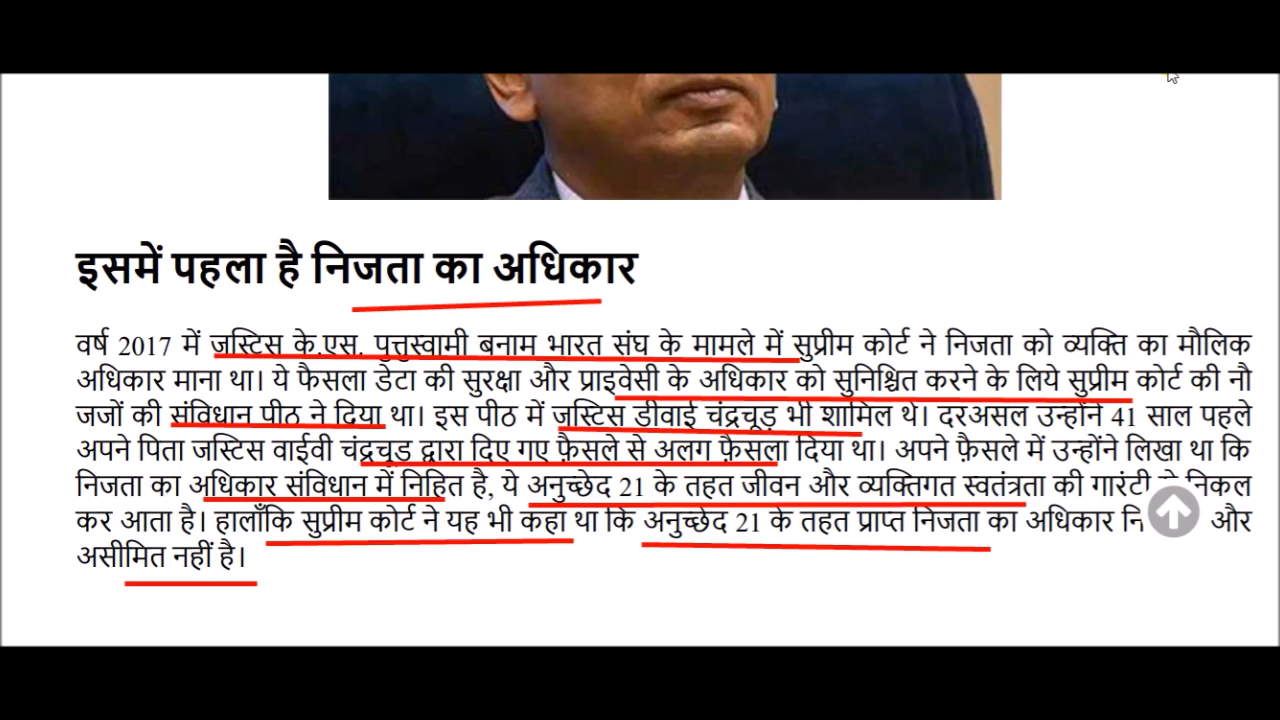 इसमें पहला है निजता का अधिकार
वर्ष 2017 में जस्टिस के.एस. पुत्तुस्वामी बनाम भारत संघ के मामले में सुप्रीम कोर्ट ने निजता को व्यक्ति का मौलिक
अधिकार माना था। ये फैसला डेटा की सुरक्षा और प्राइवेसी के अधिकार को सुनिश्चित करने के लिये सुप्रीम कोर्ट की नौ
जजों की संविधान पीठ ने दिया था। इस पीठ में जस्टिस डीवाई चंद्रचूड़ भी शामिल थे। दरअसल उन्होंने 41 साल पहले
अपने पिता जस्टिस वाईवी चंद्रचूड़ द्वारा दिए गए फ़ैसले से अलग फ़ैसला दिया था। अपने फ़ैसले में उन्होंने लिखा था कि
निजता का अधिकार संविधान में निहित है, ये अनुच्छेद 21 के तहत जीवन और व्यक्तिगत स्वतंत्रता की गारंटी निकल
कर आता है। हालाँकि सुप्रीम कोर्ट ने यह भी कहा था कि अनुच्छेद 21 के तहत प्राप्त निजता का अधिकार और
असीमित नहीं है।